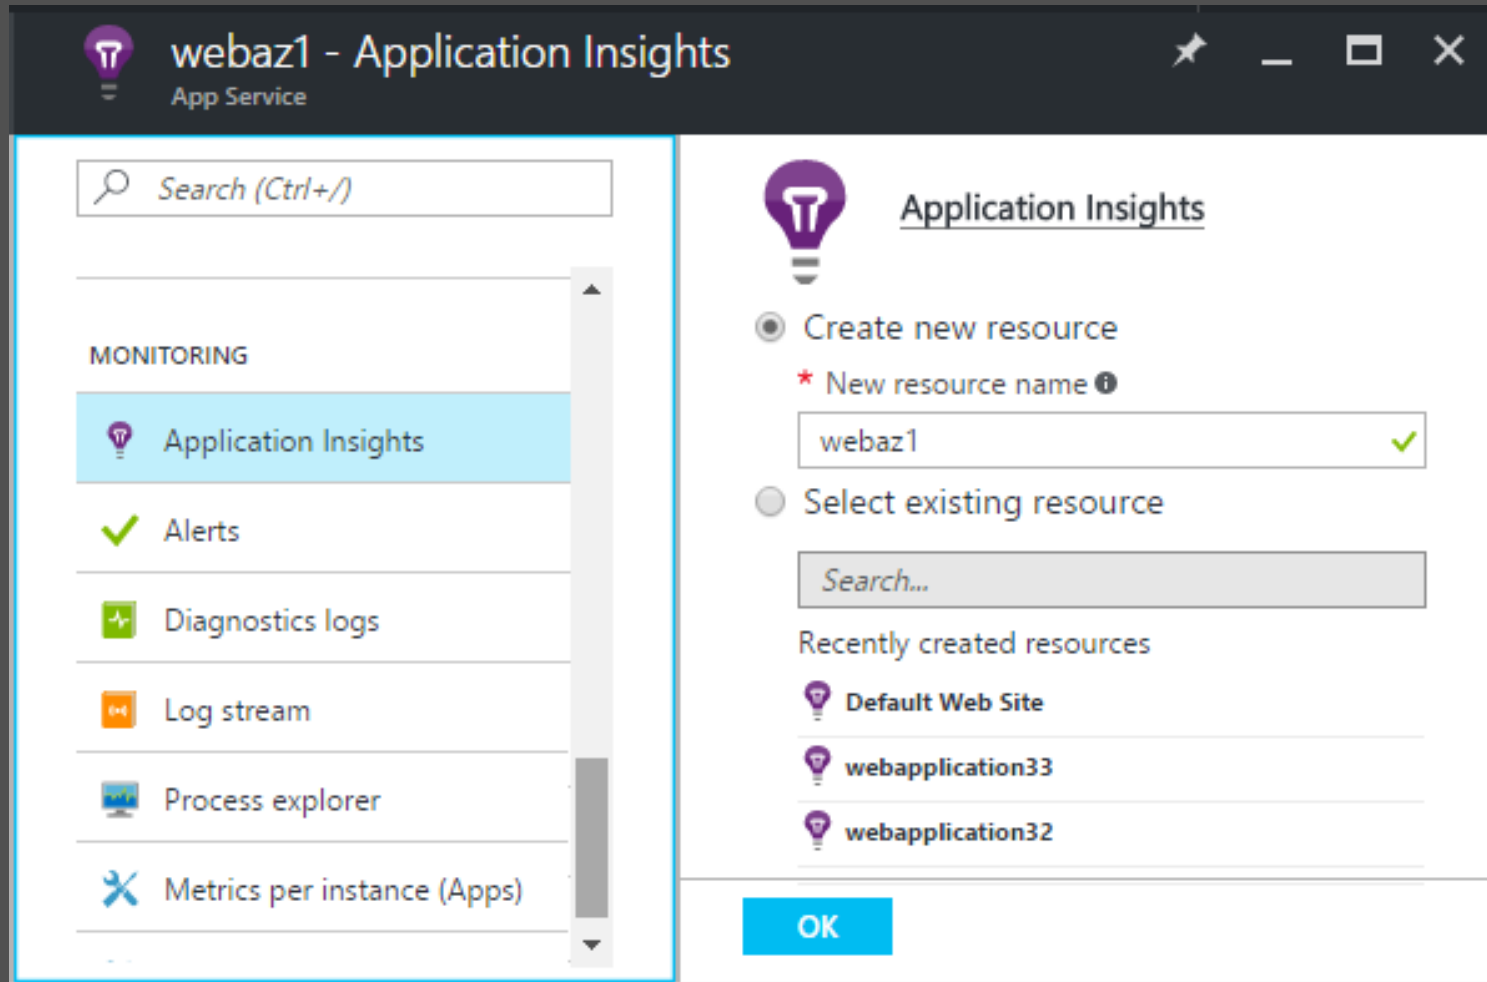 webaz1 - Application Insights
App Service
Search (Ctrl+/)
MONITORING
Application Insights
Alerts
Diagnostics logs
Log stream
Process explorer
Metrics per instance (Apps)
Application Insights
Create new resource
* New resource name
webaz1
Select existing resource
Search...
Recently created resources
Default Web Site
webapplication33
webapplication32
OK